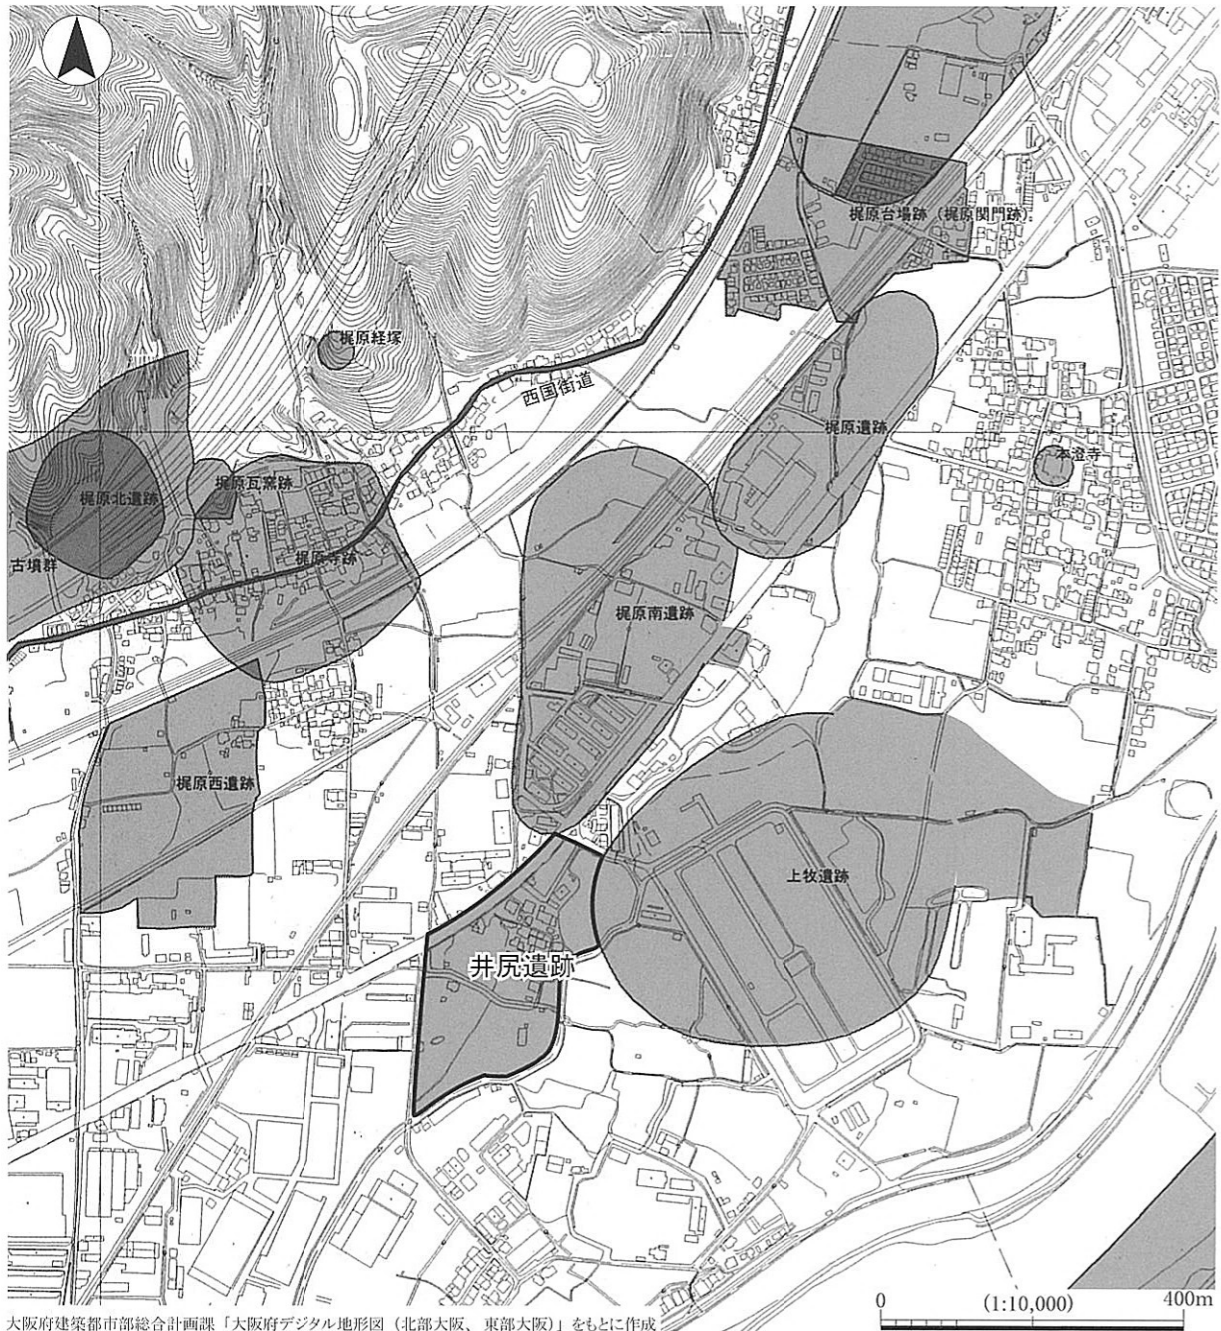 梶原台場跡（梶原関門跡）
梶原経塚
西国街道
梶原遺跡
本澄寺
梶原瓦窯跡
梶原北遺跡
梶原寺跡
古墳群
梶原南遺跡
梶原西遺跡
上牧遺跡
井尻遺跡
0 (1:10,000) 400m
大阪府建築都市部総合計画課「大阪府デジタル地形図（北部大阪、東部大阪）」をもとに作成